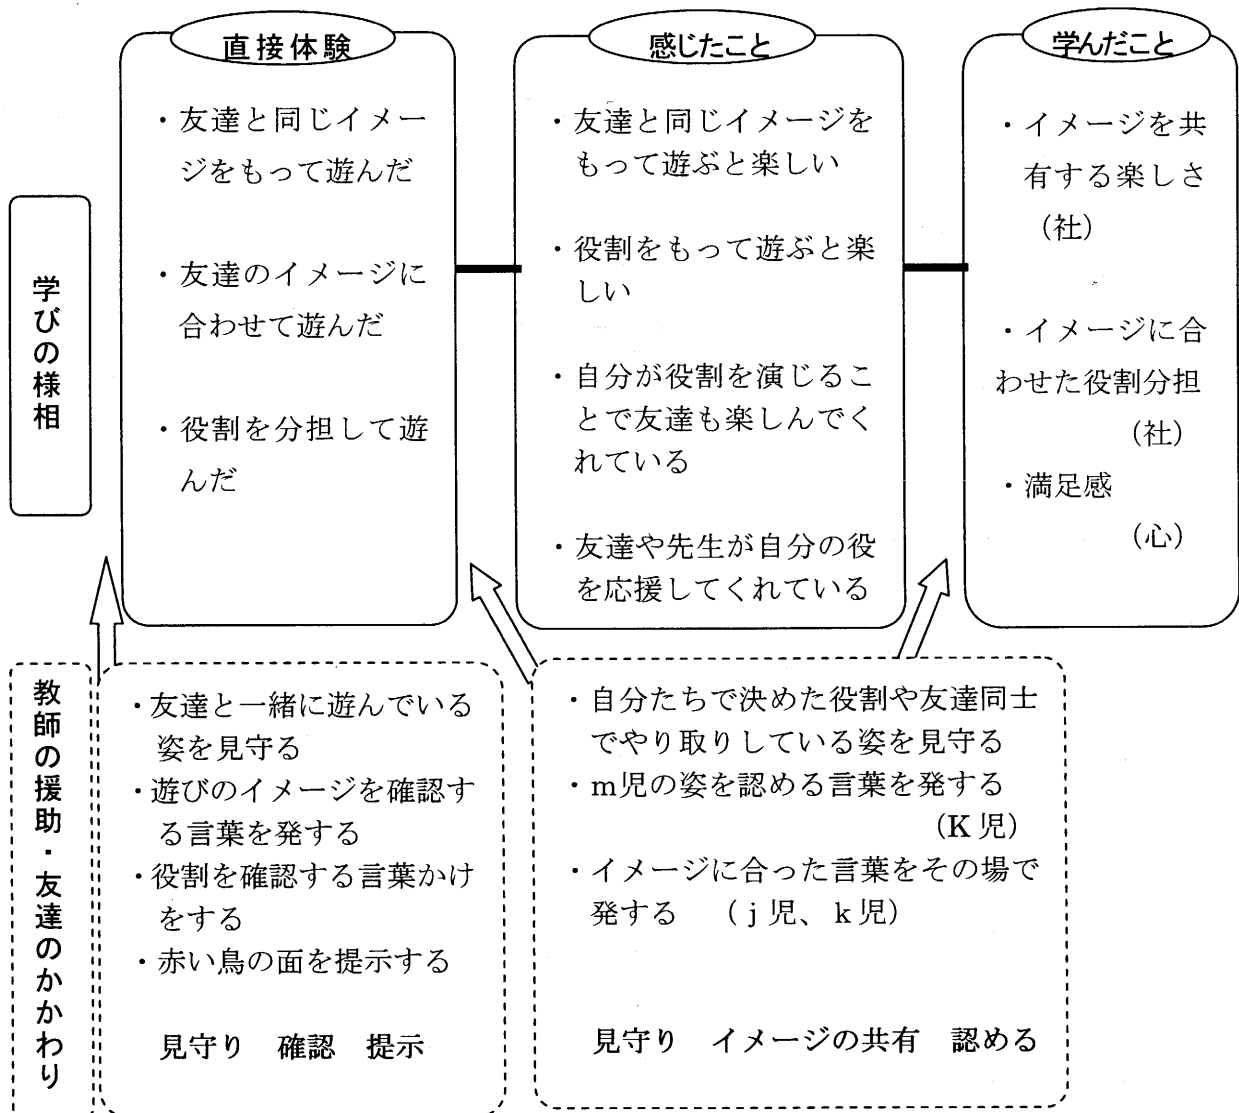 直接体験
・友達と同じイメー
ジをもって遊んだ
・友達のイメージに
合わせて遊んだ
・役割を分担して遊
んだ
感じたこと
・友達と同じイメージを
もって遊ぶと楽しい
・役割をもって遊ぶと楽
しい
・自分が役割を演じるこ
とで友達も楽しんでく
れている
・友達や先生が自分の役
を応援してくれている
学んだこと
・イメージを共
有する楽しさ
(社)
・イメージに合
わせた役割分担
(社)
・満足感
(心)
学びの様相
教師の援助・友達のかかわり
・友達と一緒に遊んでいる
姿を見守る
・遊びのイメージを確認す
る言葉を発する
・役割を確認する言葉かけ
をする
・赤い鳥の面を提示する
見守り 確認 提示
・自分たちで決めた役割や友達同士
でやり取りしている姿を見守る
・m児の姿を認める言葉を発する
(K児)
・イメージに合った言葉をその場で
発する (j児、k児)
見守り イメージの共有 認める